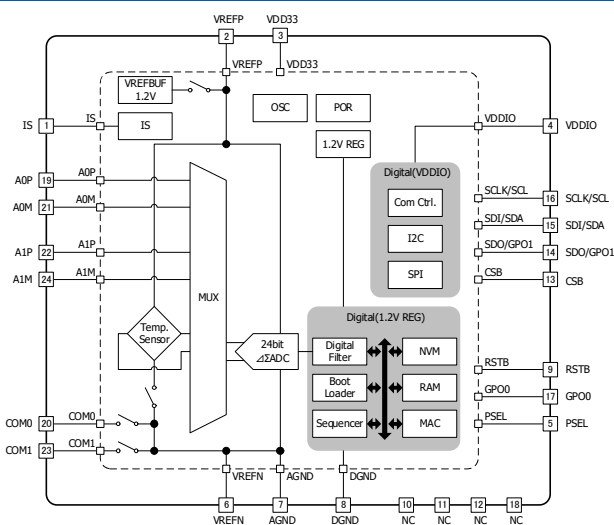 VREFP VDD33
2 3
VREFP VDD33
VREFBUF
1.2V
OSC POR
IS 1 IS IS
1.2V REG
VDDIO 4 VDDIO
Digital(VDDIO)
Com Ctrl.
I2C
SPI
A0P 19 A0P
A0M 21 A0M
A1P 22 A1P
A1M 24 A1M
SCLK/SCL 16 SCLK/SCL
SDI/SDA 15 SDI/SDA
SDO/GPO1 14 SDO/GPO1
CSB 13 CSB
MUX
Temp.
Sensor
24bit
⊿ΣADC
Digital(1.2V REG)
Digital
Filter
NVM
Boot
Loader
RAM
Sequencer
MAC
RSTB 9 RSTB
GPO0 17 GPO0
PSEL 5 PSEL
COM0 20 COM0
COM1 23 COM1
VREFN AGND DGND
6 7 8 10 11 12 18
VREFN AGND DGND NC NC NC NC